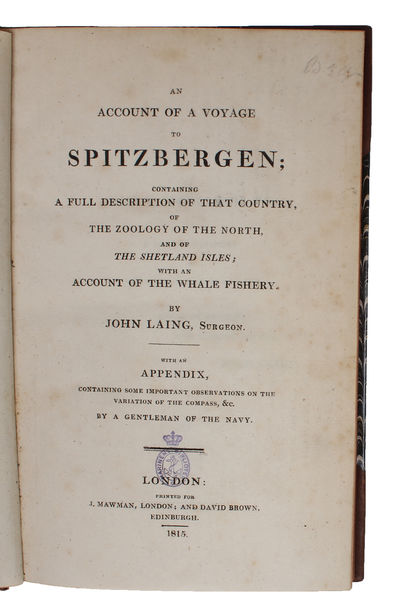 AN
ACCOUNT OF A VOYAGE
TO
SPITZBERGEN;
CONTAINING
A FULL DESCRIPTION OF THAT COUNTRY,
OF
THE ZOOLOGY OF THE NORTH,
AND OF
THE SHETLAND ISLES;
WITH AN
ACCOUNT OF THE WHALE FISHERY.
BY
JOHN LAING, SURGEON.
WITH AN
APPENDIX,
CONTAINING SOME IMPORTANT OBSERVATIONS ON THE
VARIATION OF THE COMPASS, &c.
BY A GENTLEMAN OF THE NAVY.
LONDON:
PRINTED FOR
J. MAWMAN, LONDON; AND DAVID BROWN,
EDINBURGH.
1815.